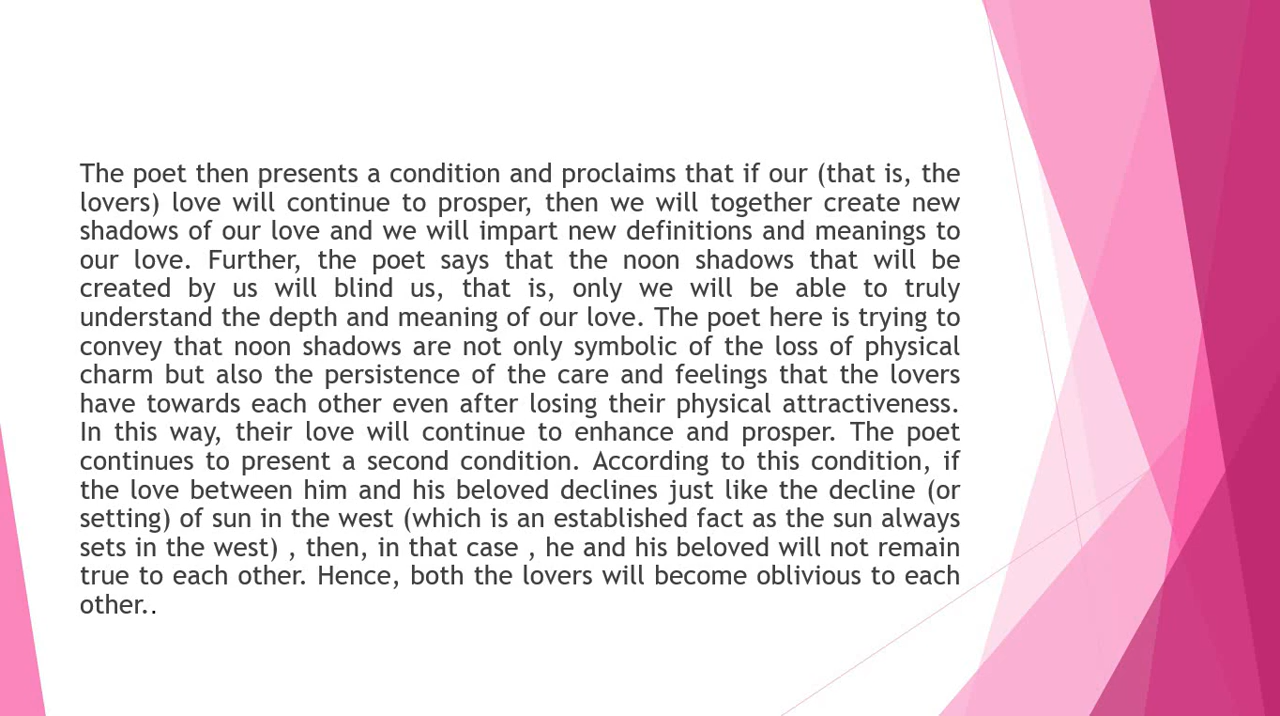 The poet then presents a condition and proclaims that if our (that is, the
lovers) love will continue to prosper, then we will together create new
shadows of our love and we will impart new definitions and meanings to
our love. Further, the poet says that the noon shadows that will be
created by us will blind us, that is, only we will be able to truly
understand the depth and meaning of our love. The poet here is trying to
convey that noon shadows are not only symbolic of the loss of physical
charm but also the persistence of the care and feelings that the lovers
have towards each other even after losing their physical attractiveness.
In this way, their love will continue to enhance and prosper. The poet
continues to present a second condition. According to this condition, if
the love between him and his beloved declines just like the decline (or
setting) of sun in the west (which is an established fact as the sun always
sets in the west) , then, in that case , he and his beloved will not remain
true to each other. Hence, both the lovers will become oblivious to each
other..